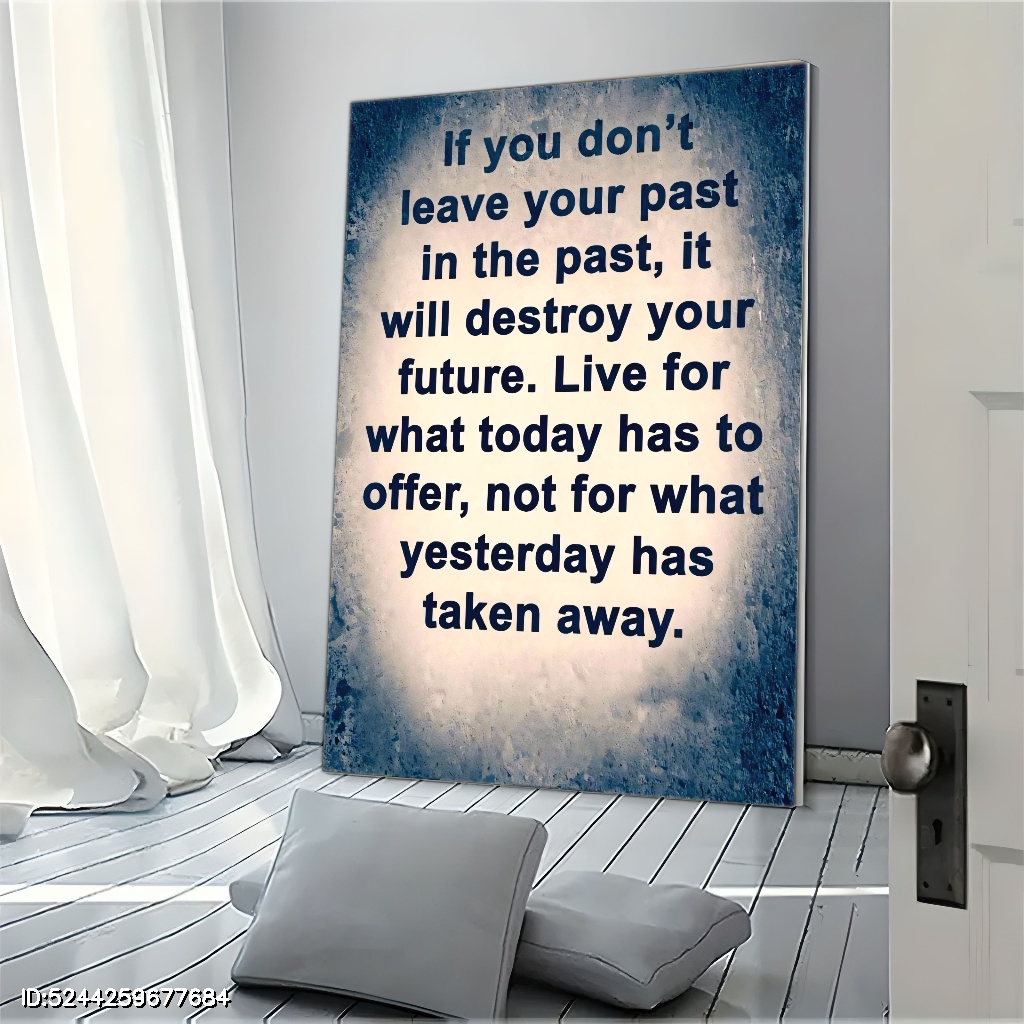 If you don’t
leave your past
in the past, it
will destroy your
future. Live for
what today has to
offer, not for what
yesterday has
taken away.
ID:5244259677684